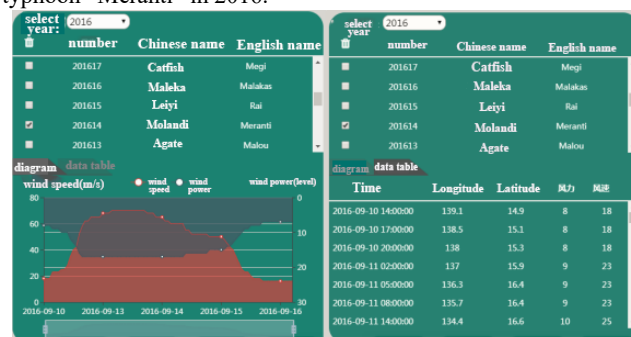 typhoon "Meranti" in 2016.
select year: 2016
number Chinese name English name
201617 Catfish Megi
201616 Maleka Malakas
201615 Leiyi Rai
201614 Molandi Meranti
201613 Agate Malou
diagram data table
wind speed(m/s) wind speed wind power wind power(level)
80 0
60 10
40
20 20
0 30
2016-09-10 2016-09-13 2016-09-14 2016-09-15 2016-09-16
select year 2016
number Chinese name English name
201617 Catfish Megi
201616 Maleka Malakas
201615 Leiyi Rai
201614 Molandi Meranti
201613 Agate Malou
diagram data table
Time Longitude Latitude 风力 风速
2016-09-10 14:00:00 139.1 14.9 8 18
2016-09-10 17:00:00 138.5 15.1 8 18
2016-09-10 20:00:00 138 15.3 8 18
2016-09-11 02:00:00 137 15.9 9 23
2016-09-11 05:00:00 136.3 16.4 9 23
2016-09-11 08:00:00 135.7 16.4 9 23
2016-09-11 14:00:00 134.4 16.6 10 25